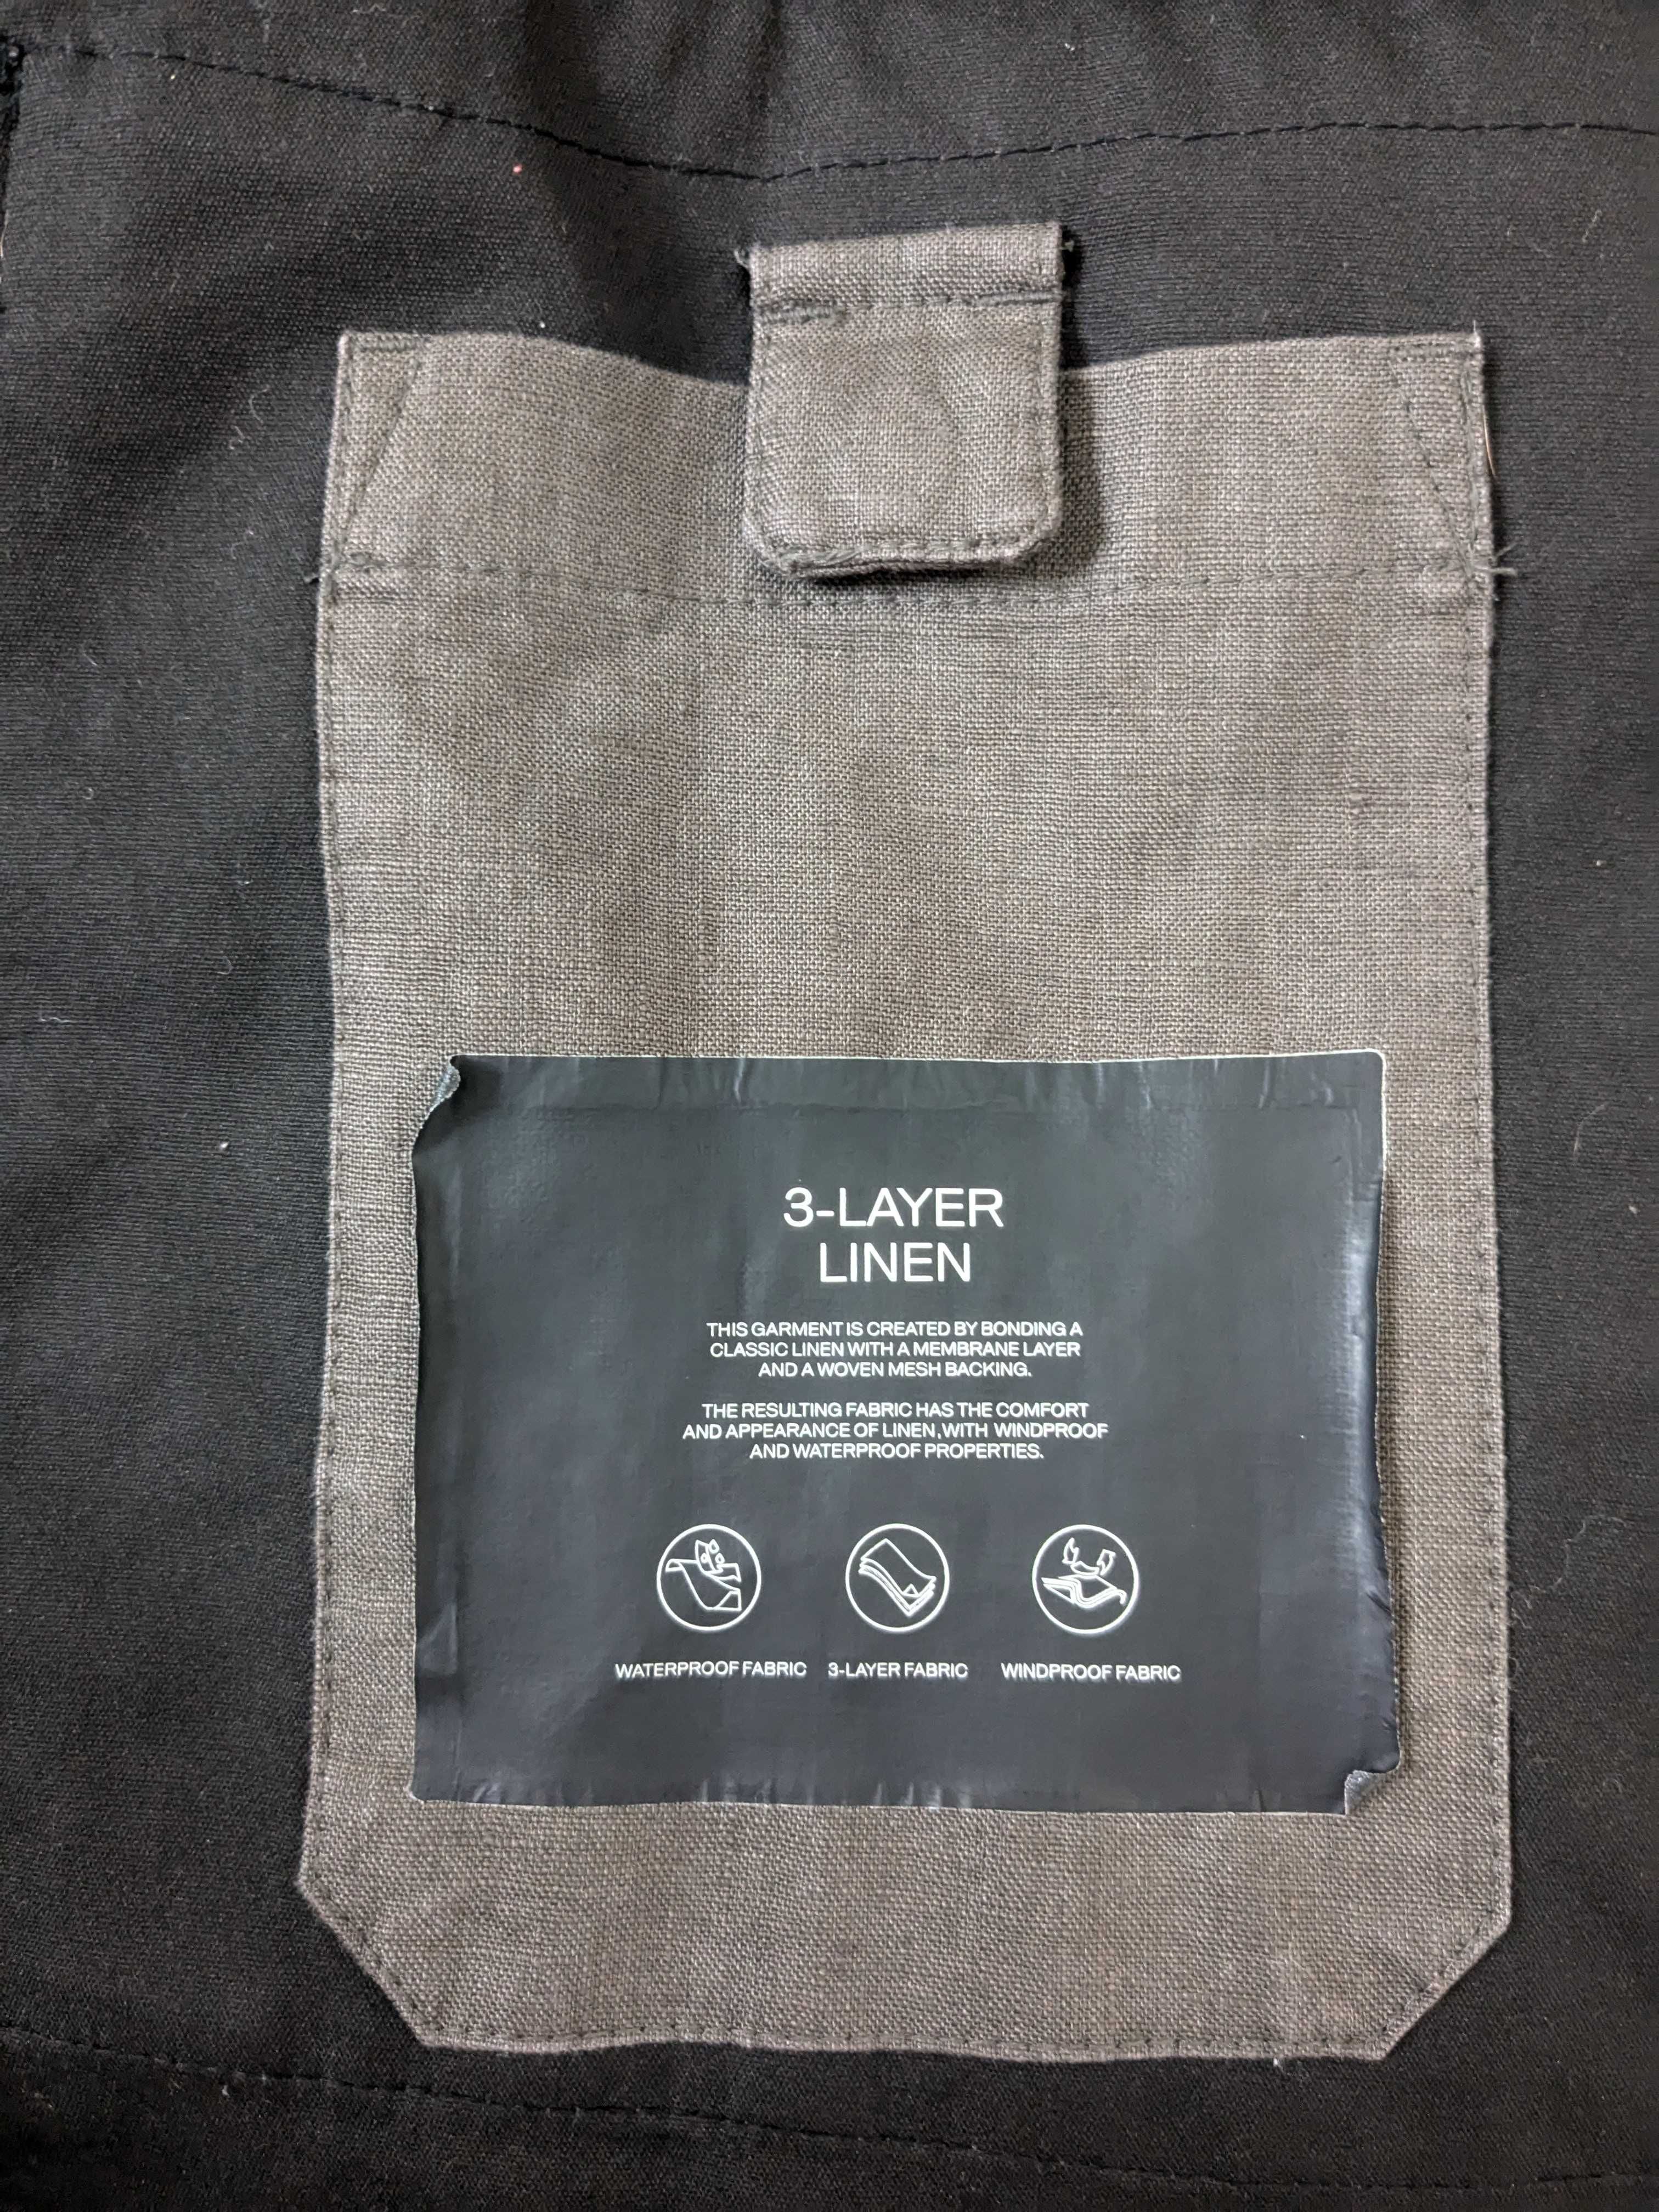 3-LAYER
LINEN
THIS GARMENT IS CREATED BY BONDING A
CLASSIC LINEN WITH A MEMBRANE LAYER
AND A WOVEN MESH BACKING.
THE RESULTING FABRIC HAS THE COMFORT
AND APPEARANCE OF LINEN, WITH WINDPROOF
AND WATERPROOF PROPERTIES.
WATERPROOF FABRIC 3-LAYER FABRIC WINDPROOF FABRIC